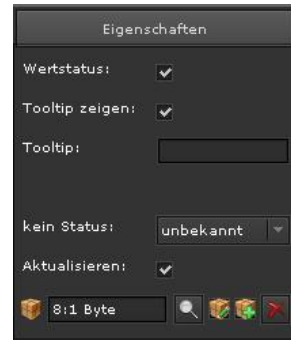 Eigenschaften
Wertstatus:
Tooltip zeigen:
Tooltip:
kein Status: unbekannt
Aktualisieren:
8:1 Byte